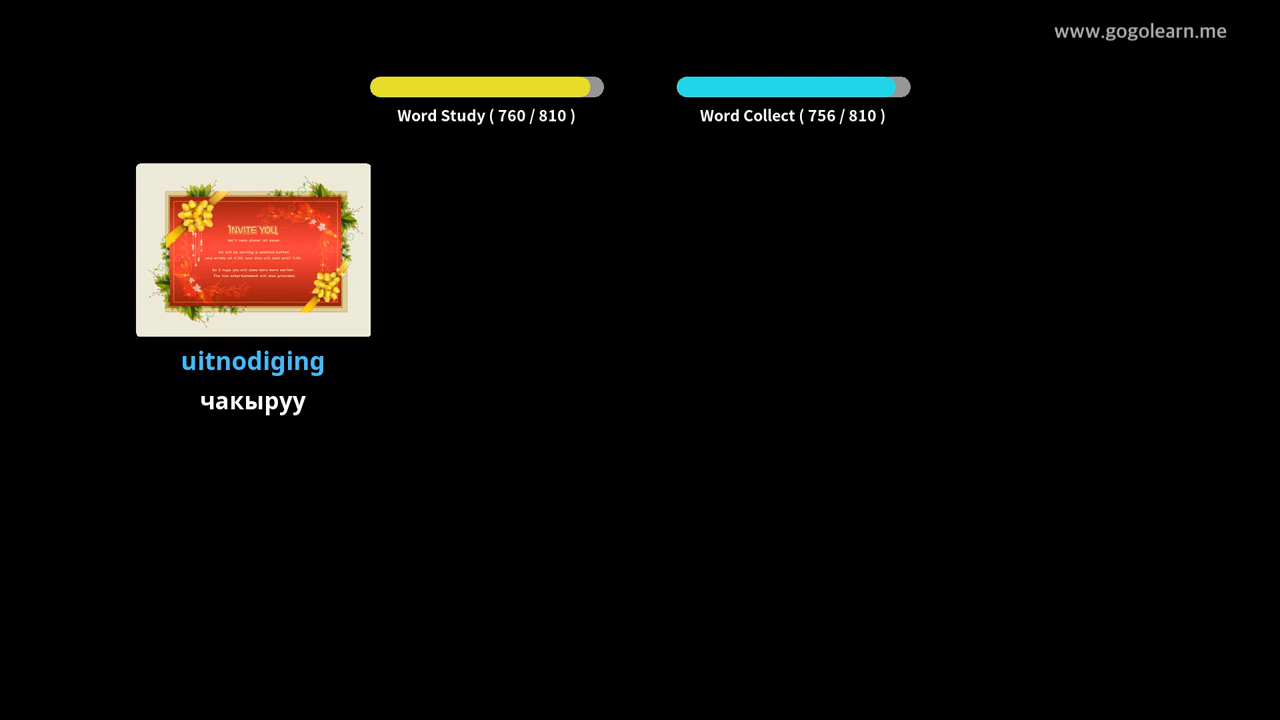 www.gogolearn.me
Word Study ( 760 / 810 )
Word Collect ( 756 / 810 )
INVITE YOU
uitnodiging
чакыруу